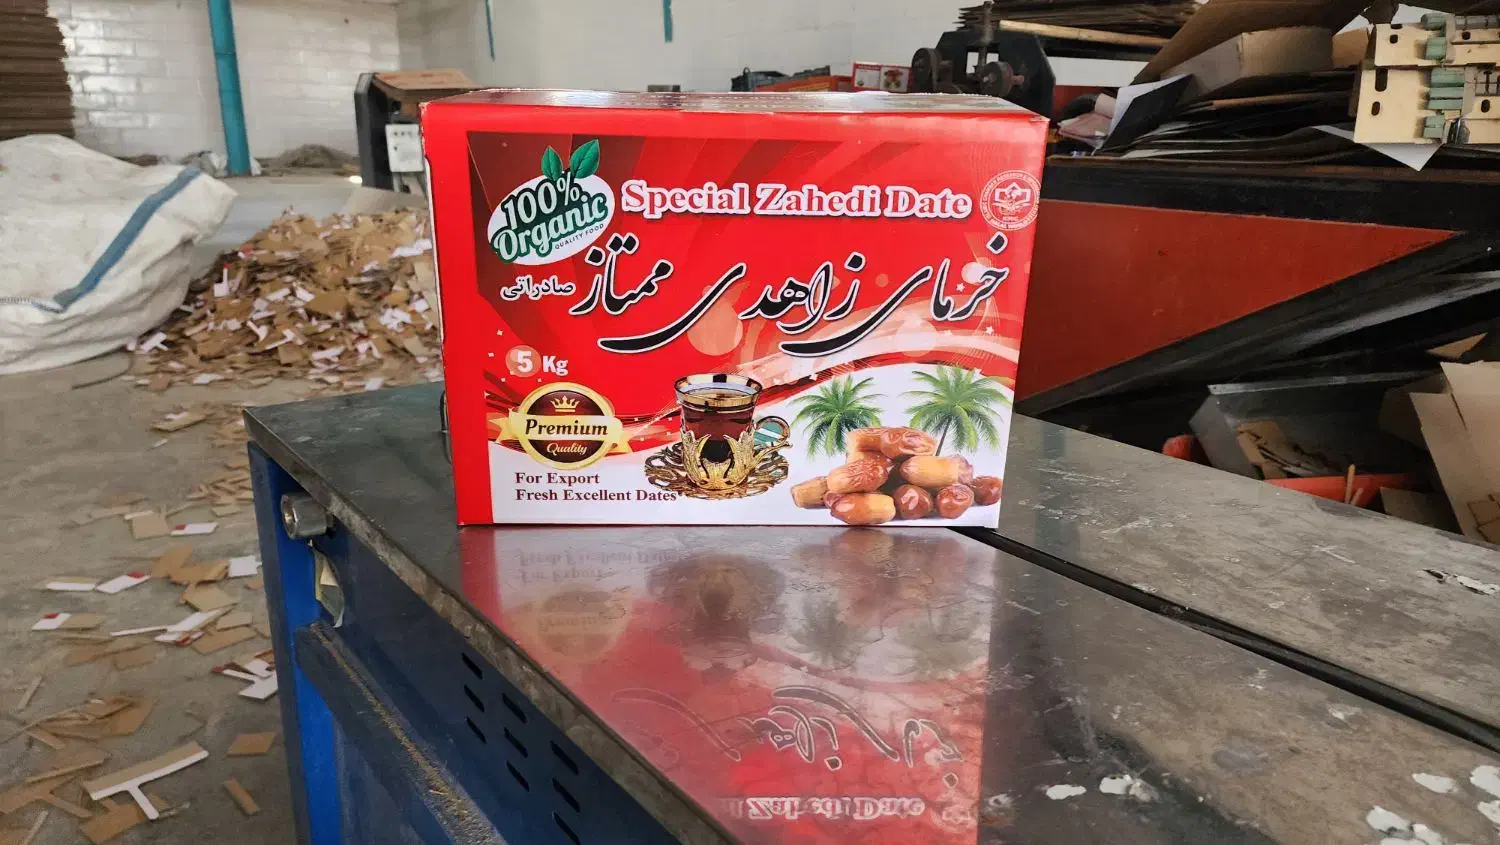 100%
Organic
QUALITY FOOD
Special Zahedi Date
خرمای زاهدی ممتاز
صادراتی
5 Kg
Premium
Quality
For Export
Fresh Excellent Dates